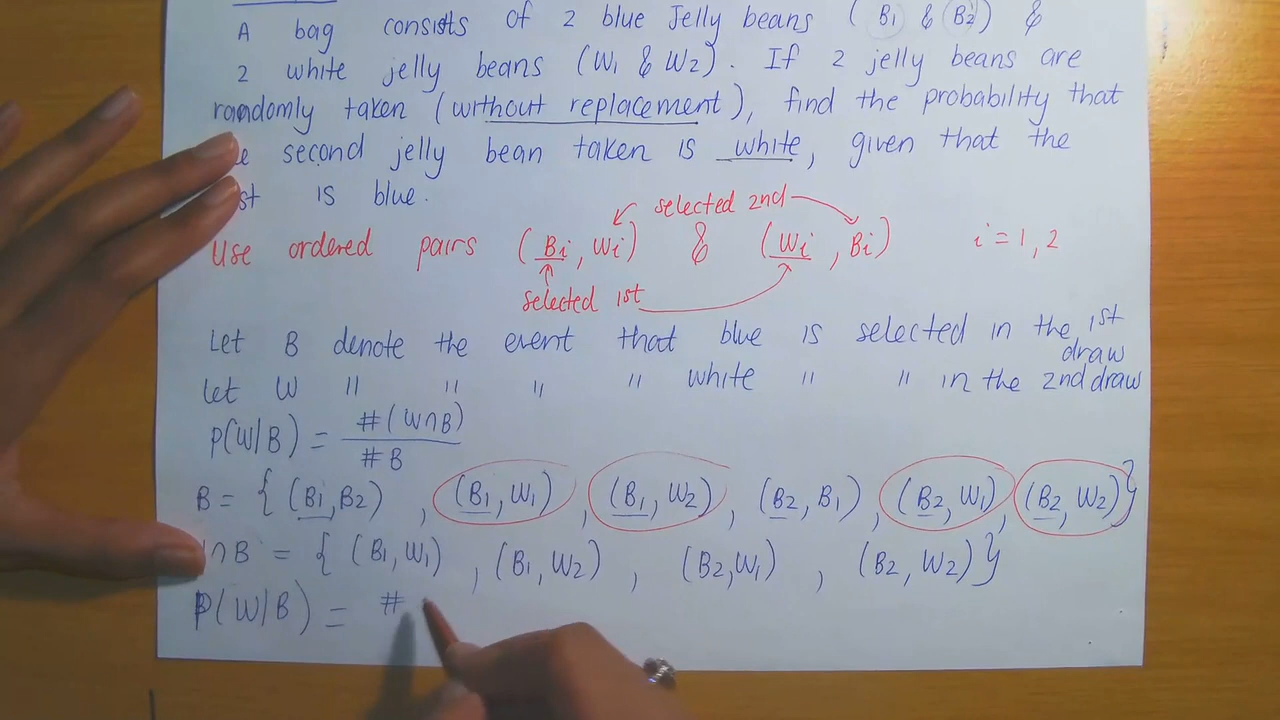 A bag consists of 2 blue Jelly beans (B1 & B2) &
2 white jelly beans (W1 & W2). If 2 jelly beans are
randomly taken (without replacement), find the probability that
second jelly bean taken is white, given that the
st is blue.
selected 2nd
Use ordered pairs (Bi, Wi) & (Wi, Bi) i = 1, 2
selected 1st
Let B denote the event that blue is selected in the 1st draw
let W " " " " white " " in the 2nd draw
P(W/B) = #(W∩B) / #B
B = { (B1,B2) , (B1, W1) , (B1, W2) , (B2, B1) , (B2, W1) , (B2, W2) }
∩B = { (B1, W1) , (B1, W2) , (B2, W1) , (B2, W2) }
P(W/B) = #